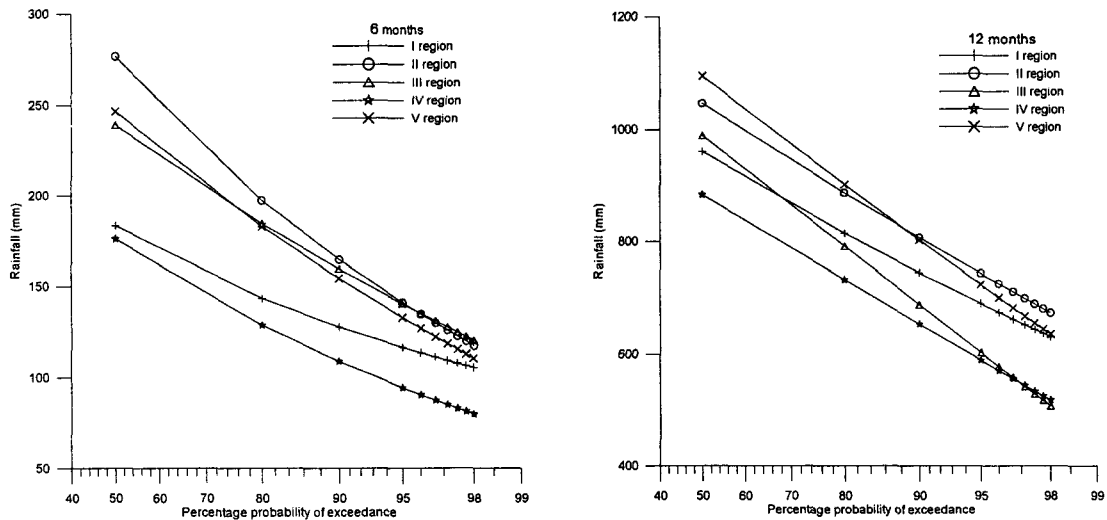 300
250
200
150
100
50
Rainfall (mm)
6 months
I region
II region
III region
IV region
V region
40 50 60 70 80 90 95 98 99
Percentage probability of exceedance
1200
1000
800
600
400
Rainfall (mm)
12 months
I region
II region
III region
IV region
V region
40 50 60 70 80 90 95 98 99
Percentage probability of exceedance